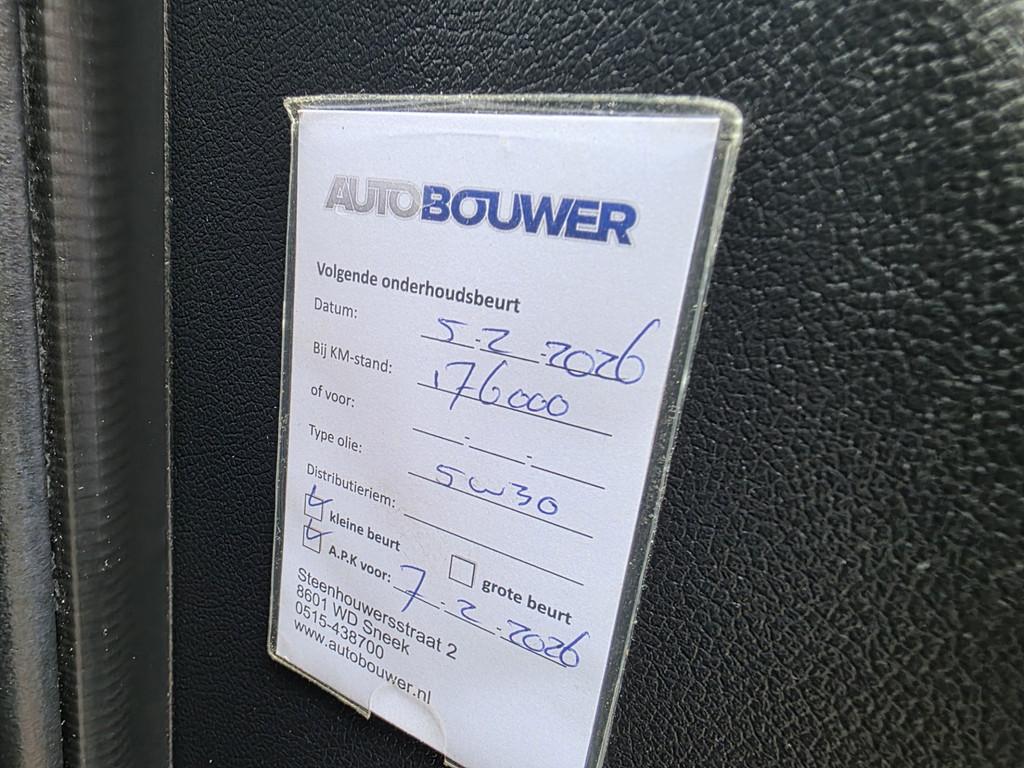 AUTOBOUWER
Volgende onderhoudsbeurt
Datum: 5-2-2026
Bij KM-stand: 176000
of voor: - -
Type olie: 5w30
Distributieriem:
kleine beurt grote beurt
A.P.K voor: 7-2-2026
Steenhouwersstraat 2
8601 WD Sneek
0515-438700
www.autobouwer.nl